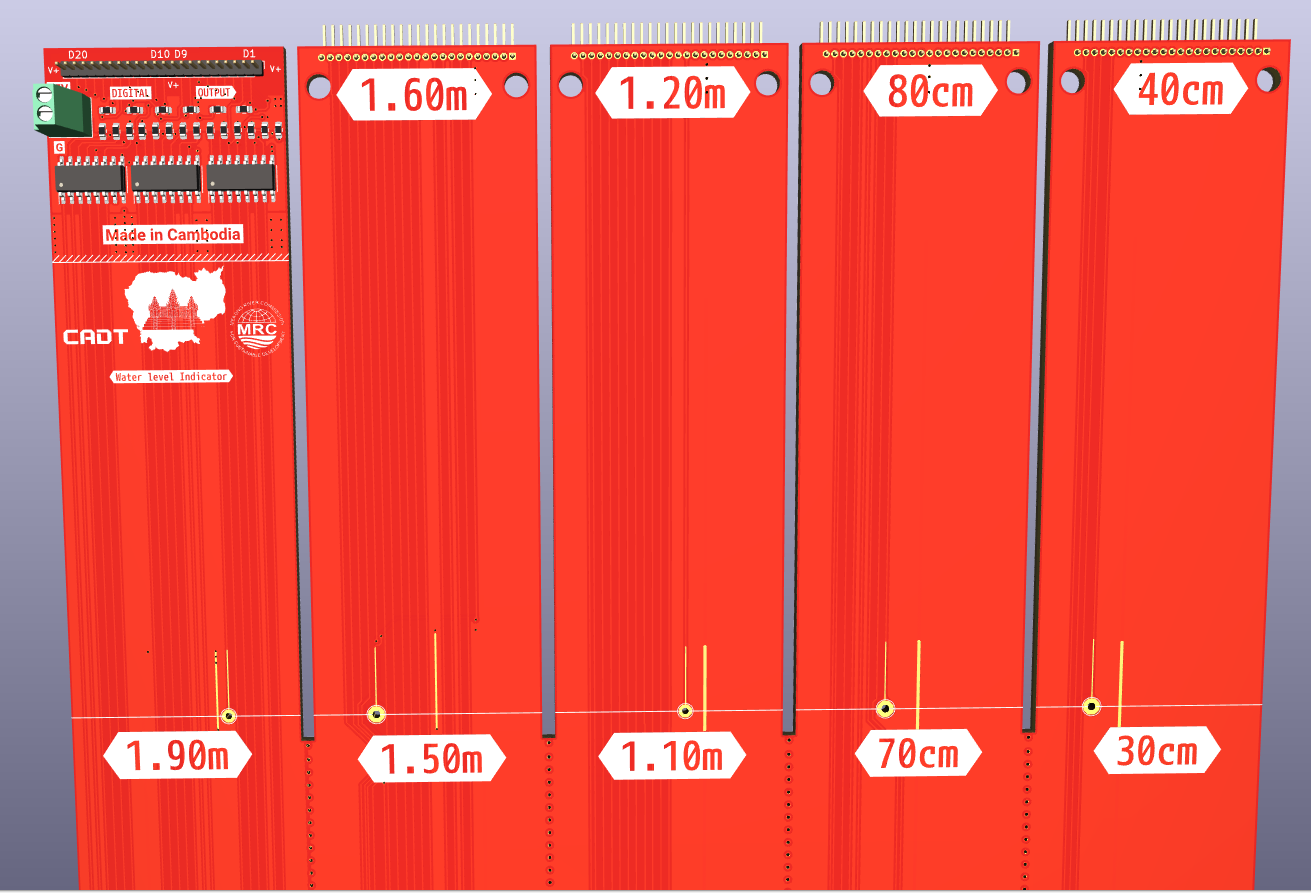 D20 D10 D9 D1
V+ V+
V+
DIGITAL OUTPUT
G
Made in Cambodia
CADT
MRC
Water level Indicator
1.60m
1.20m
80cm
40cm
1.90m
1.50m
1.10m
70cm
30cm